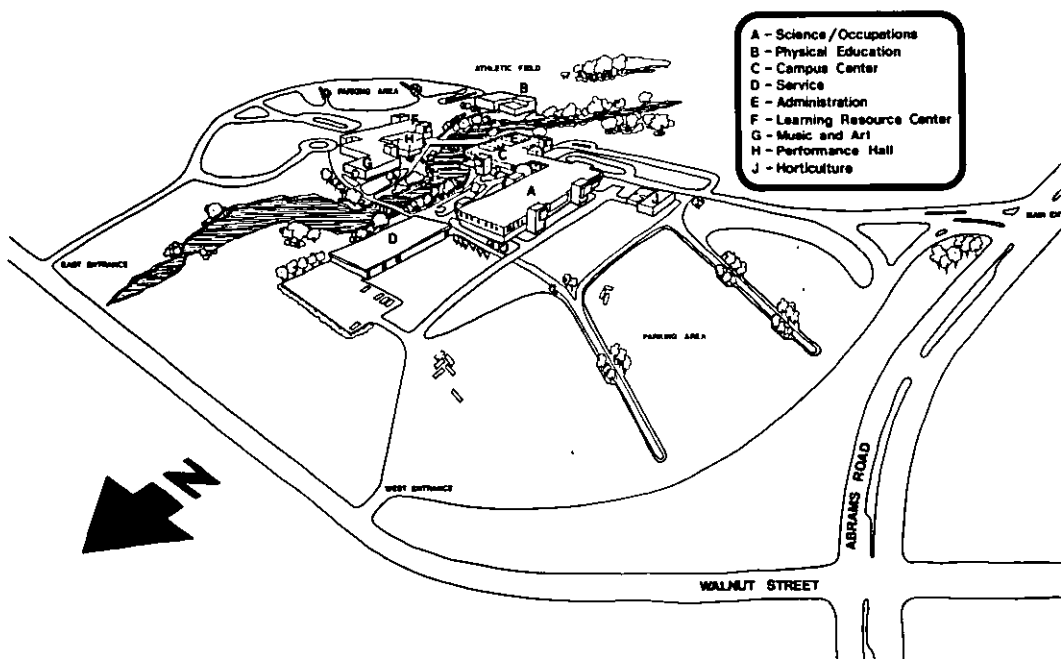 A - Science/Occupations
B - Physical Education
C - Campus Center
D - Service
E - Administration
F - Learning Resource Center
G - Music and Art
H - Performance Hall
J - Horticulture
ATHLETIC FIELD
PARKING AREA
B
F
H
E
C
G
A
D
EAST ENTRANCE
PARKING AREA
N
WEST ENTRANCE
ABRAMS ROAD
WALNUT STREET